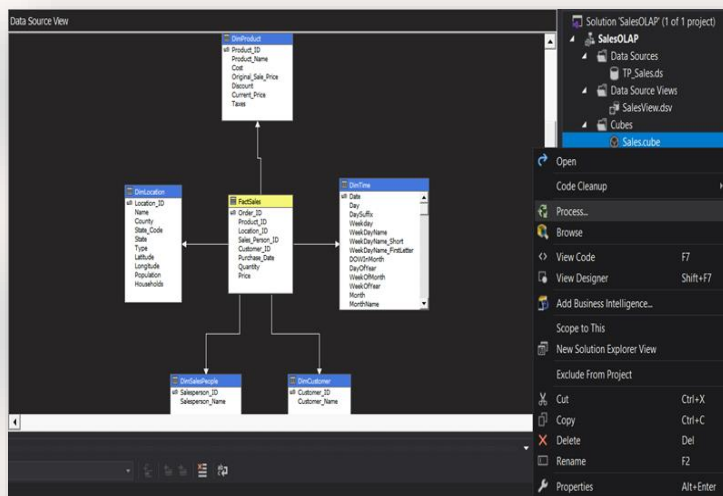 Data Source View
DimProduct
Product_ID
Product_Name
Cost
Original_Sale_Price
Discount
Current_Price
Taxes
DimLocation
Location_ID
Name
County
State_Code
State
Type
Latitude
Longitude
Population
Households
FactSales
Order_ID
Product_ID
Location_ID
Sales_Person_ID
Customer_ID
Purchase_Date
Quantity
Price
DimTime
Date
Day
DaySuffix
Weekday
WeekDayName
WeekDayName_Short
WeekDayName_FirstLetter
DOWInMonth
DayOfYear
WeekOfMonth
WeekOfYear
Month
MonthName
DimSalesPeople
Salesperson_ID
Salesperson_Name
DimCustomer
Customer_ID
Customer_Name
Solution 'SalesOLAP' (1 of 1 project)
SalesOLAP
Data Sources
TP_Sales.ds
Data Source Views
SalesView.dsv
Cubes
Sales.cube
Open
Code Cleanup
Process...
Browse
View Code F7
View Designer Shift+F7
Add Business Intelligence...
Scope to This
New Solution Explorer View
Exclude From Project
Cut Ctrl+X
Copy Ctrl+C
Delete Del
Rename F2
Properties Alt+Enter